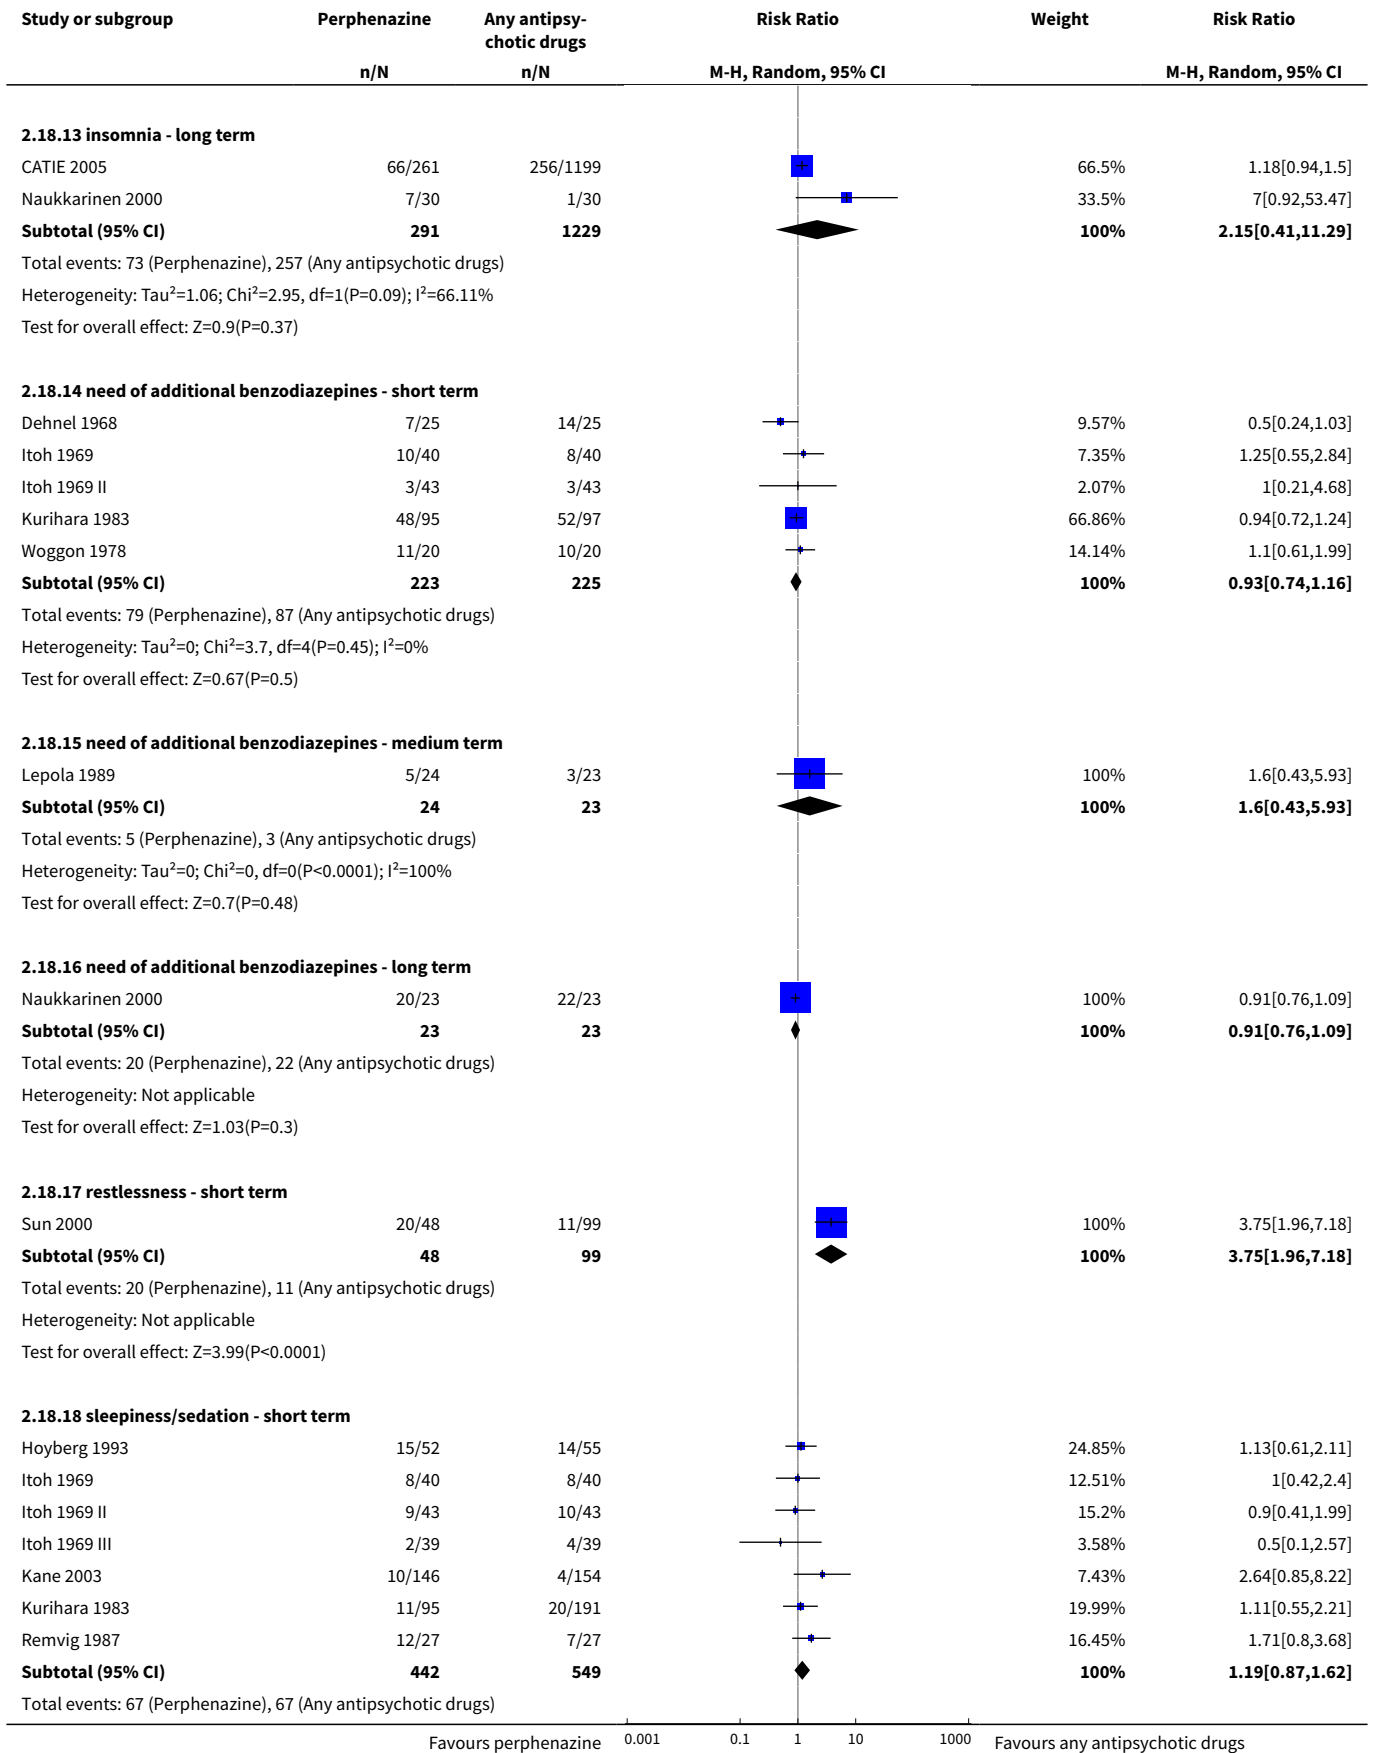 Study or subgroup Perphenazine Any antipsy- Risk Ratio Weight Risk Ratio
chotic drugs
n/N n/N M-H, Random, 95% CI M-H, Random, 95% CI
2.18.13 insomnia - long term
CATIE 2005 66/261 256/1199 66.5% 1.18[0.94,1.5]
Naukkarinen 2000 7/30 1/30 33.5% 7[0.92,53.47]
Subtotal (95% CI) 291 1229 100% 2.15[0.41,11.29]
Total events: 73 (Perphenazine), 257 (Any antipsychotic drugs)
Heterogeneity: Tau²=1.06; Chi²=2.95, df=1(P=0.09); I²=66.11%
Test for overall effect: Z=0.9(P=0.37)
2.18.14 need of additional benzodiazepines - short term
Dehnel 1968 7/25 14/25 9.57% 0.5[0.24,1.03]
Itoh 1969 10/40 8/40 7.35% 1.25[0.55,2.84]
Itoh 1969 II 3/43 3/43 2.07% 1[0.21,4.68]
Kurihara 1983 48/95 52/97 66.86% 0.94[0.72,1.24]
Woggon 1978 11/20 10/20 14.14% 1.1[0.61,1.99]
Subtotal (95% CI) 223 225 100% 0.93[0.74,1.16]
Total events: 79 (Perphenazine), 87 (Any antipsychotic drugs)
Heterogeneity: Tau²=0; Chi²=3.7, df=4(P=0.45); I²=0%
Test for overall effect: Z=0.67(P=0.5)
2.18.15 need of additional benzodiazepines - medium term
Lepola 1989 5/24 3/23 100% 1.6[0.43,5.93]
Subtotal (95% CI) 24 23 100% 1.6[0.43,5.93]
Total events: 5 (Perphenazine), 3 (Any antipsychotic drugs)
Heterogeneity: Tau²=0; Chi²=0, df=0(P<0.0001); I²=100%
Test for overall effect: Z=0.7(P=0.48)
2.18.16 need of additional benzodiazepines - long term
Naukkarinen 2000 20/23 22/23 100% 0.91[0.76,1.09]
Subtotal (95% CI) 23 23 100% 0.91[0.76,1.09]
Total events: 20 (Perphenazine), 22 (Any antipsychotic drugs)
Heterogeneity: Not applicable
Test for overall effect: Z=1.03(P=0.3)
2.18.17 restlessness - short term
Sun 2000 20/48 11/99 100% 3.75[1.96,7.18]
Subtotal (95% CI) 48 99 100% 3.75[1.96,7.18]
Total events: 20 (Perphenazine), 11 (Any antipsychotic drugs)
Heterogeneity: Not applicable
Test for overall effect: Z=3.99(P<0.0001)
2.18.18 sleepiness/sedation - short term
Hoyberg 1993 15/52 14/55 24.85% 1.13[0.61,2.11]
Itoh 1969 8/40 8/40 12.51% 1[0.42,2.4]
Itoh 1969 II 9/43 10/43 15.2% 0.9[0.41,1.99]
Itoh 1969 III 2/39 4/39 3.58% 0.5[0.1,2.57]
Kane 2003 10/146 4/154 7.43% 2.64[0.85,8.22]
Kurihara 1983 11/95 20/191 19.99% 1.11[0.55,2.21]
Remvig 1987 12/27 7/27 16.45% 1.71[0.8,3.68]
Subtotal (95% CI) 442 549 100% 1.19[0.87,1.62]
Total events: 67 (Perphenazine), 67 (Any antipsychotic drugs)
Favours perphenazine 0.001 0.1 1 10 1000 Favours any antipsychotic drugs